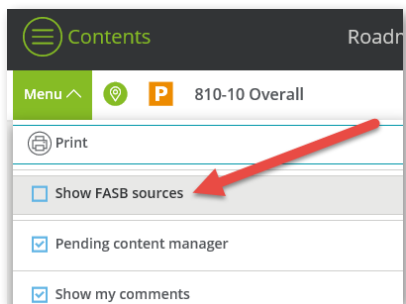 Contents Roadr
Menu P 810-10 Overall
Print
Show FASB sources
Pending content manager
Show my comments